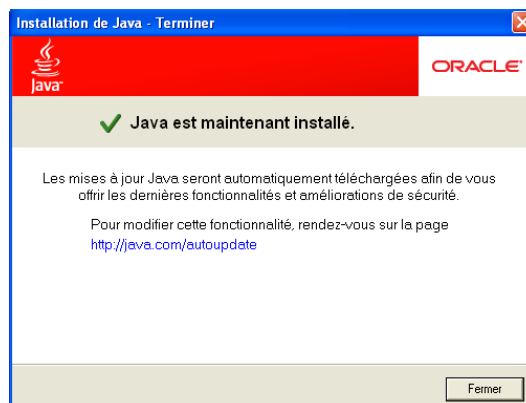 Installation de Java - Terminer
Java
ORACLE
Java est maintenant installé.
Les mises à jour Java seront automatiquement téléchargées afin de vous
offrir les dernières fonctionnalités et améliorations de sécurité.
Pour modifier cette fonctionnalité, rendez-vous sur la page
http://java.com/autoupdate
Fermer